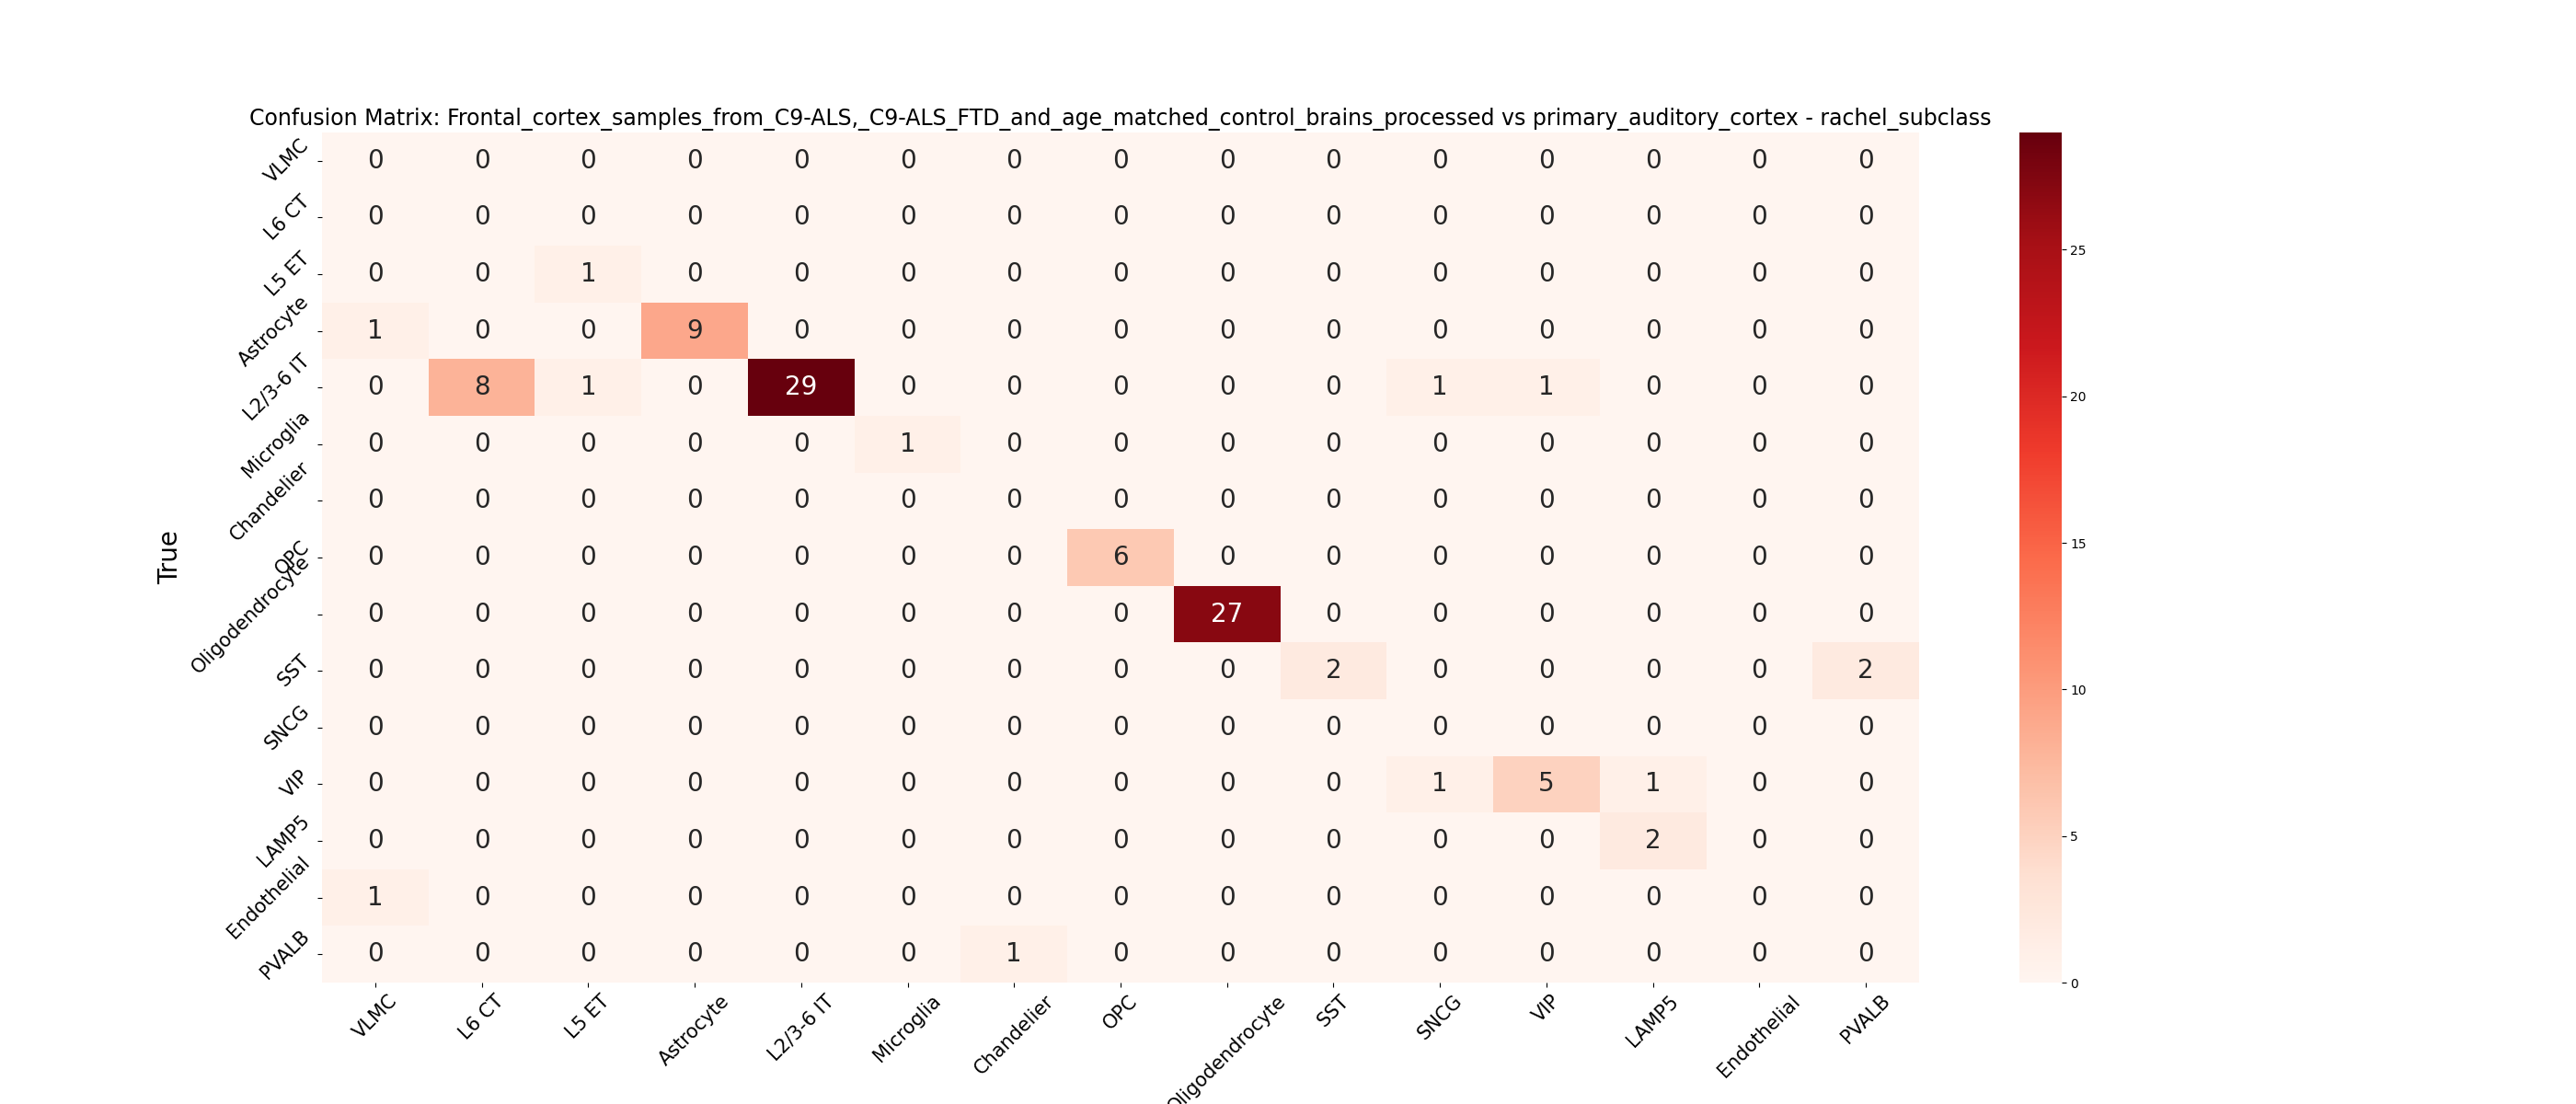 Confusion Matrix: Frontal_cortex_samples_from_C9-ALS,_C9-ALS_FTD_and_age_matched_control_brains_processed vs primary_auditory_cortex - rachel_subclass
True
VLMC 0 0 0 0 0 0 0 0 0 0 0 0 0 0 0
L6 CT 0 0 0 0 0 0 0 0 0 0 0 0 0 0 0
L5 ET 0 0 1 0 0 0 0 0 0 0 0 0 0 0 0
Astrocyte 1 0 0 9 0 0 0 0 0 0 0 0 0 0 0
L2/3-6 IT 0 8 1 0 29 0 0 0 0 0 1 1 0 0 0
Microglia 0 0 0 0 0 1 0 0 0 0 0 0 0 0 0
Chandelier 0 0 0 0 0 0 0 0 0 0 0 0 0 0 0
OPC 0 0 0 0 0 0 0 6 0 0 0 0 0 0 0
Oligodendrocyte 0 0 0 0 0 0 0 0 27 0 0 0 0 0 0
SST 0 0 0 0 0 0 0 0 0 2 0 0 0 0 2
SNCG 0 0 0 0 0 0 0 0 0 0 0 0 0 0 0
VIP 0 0 0 0 0 0 0 0 0 0 1 5 1 0 0
LAMP5 0 0 0 0 0 0 0 0 0 0 0 0 2 0 0
Endothelial 1 0 0 0 0 0 0 0 0 0 0 0 0 0 0
PVALB 0 0 0 0 0 0 1 0 0 0 0 0 0 0 0
VLMC L6 CT L5 ET Astrocyte L2/3-6 IT Microglia Chandelier OPC Oligodendrocyte SST SNCG VIP LAMP5 Endothelial PVALB
25
20
15
10
5
0